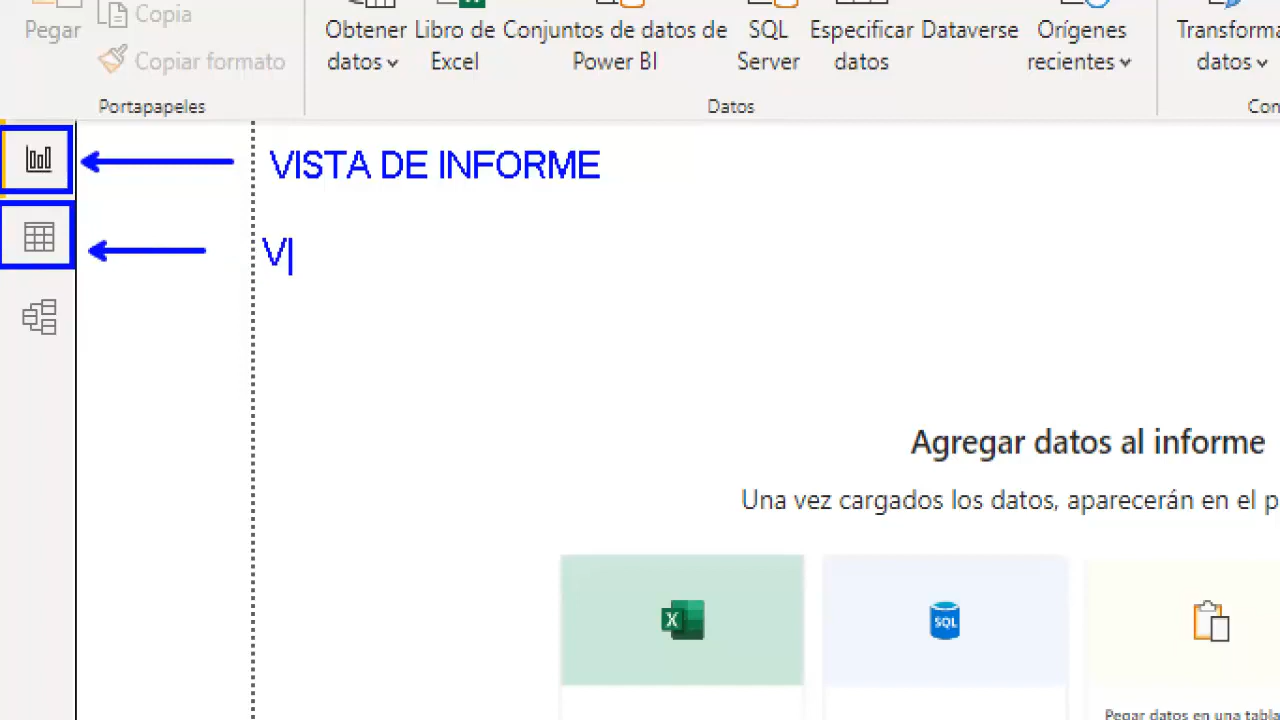 Pegar
Copia
Copiar formato
Portapapeles
Obtener datos
Libro de Excel
Conjuntos de datos de Power BI
SQL Server
Especificar datos
Dataverse
Orígenes recientes
Datos
Transforma
datos
Con
VISTA DE INFORME
V
Agregar datos al informe
Una vez cargados los datos, aparecerán en el p
X
SQL
Pegar datos en una tabla